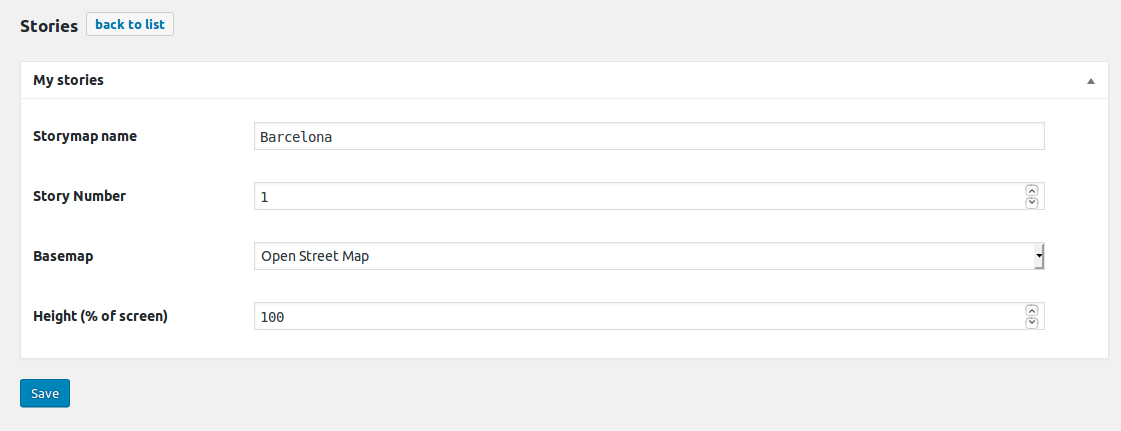 Stories back to list
My stories
Storymap name Barcelona
Story Number 1
Basemap Open Street Map
Height (% of screen) 100
Save